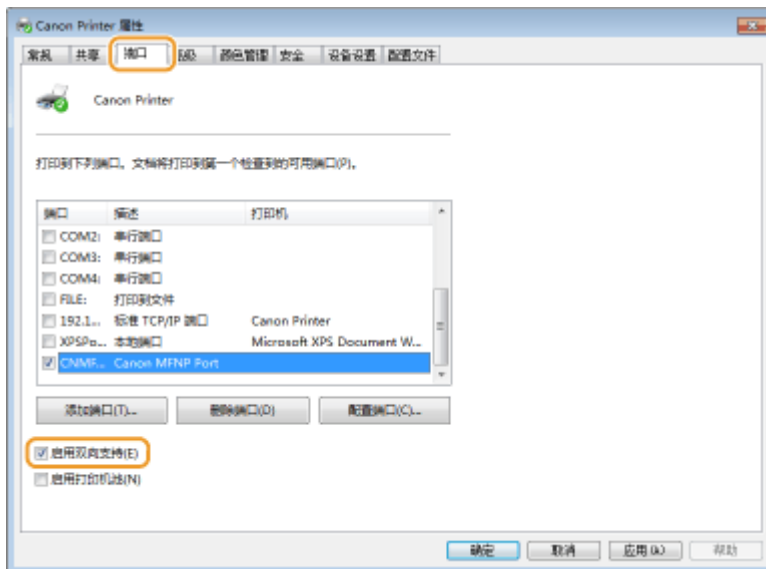 Canon Printer 属性
常规 共享 端口 高级 颜色管理 安全 设备设置 配置文件
Canon Printer
打印到下列端口。文档将打印到第一个检查到的可用端口(P)。
端口 描述 打印机
COM2: 串行端口
COM3: 串行端口
COM4: 串行端口
FILE: 打印到文件
192.1... 标准 TCP/IP 端口 Canon Printer
XPSPo... 本地端口 Microsoft XPS Document W...
CNMF... Canon MFNP Port
添加端口(T)... 删除端口(D) 配置端口(C)...
启用双向支持(E)
启用打印机池(N)
确定 取消 应用(A) 帮助